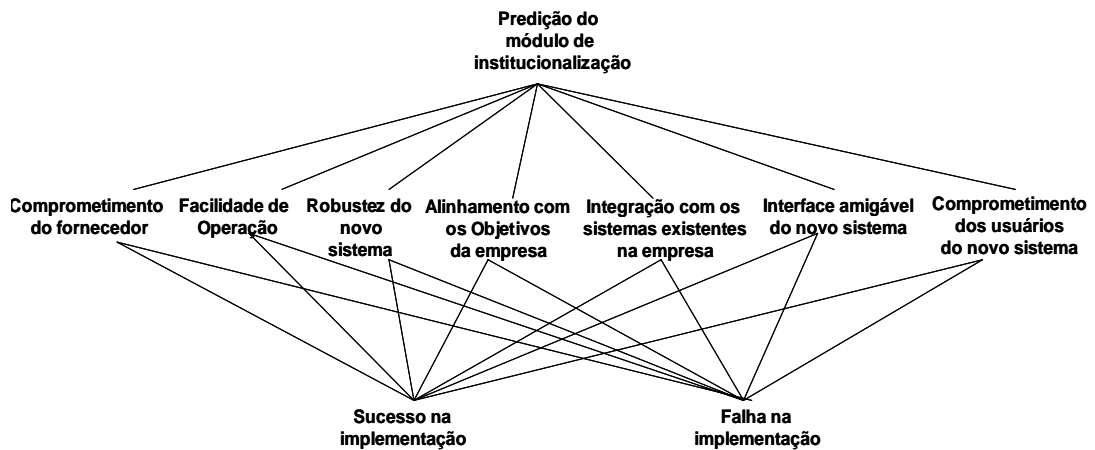 Predição do
módulo de
institucionalização
Comprometimento
do fornecedor
Facilidade de
Operação
Robustez do
novo
sistema
Alinhamento com
os Objetivos
da empresa
Integração com os
sistemas existentes
na empresa
Interface amigável
do novo sistema
Comprometimento
dos usuários
do novo sistema
Sucesso na
implementação
Falha na
implementação